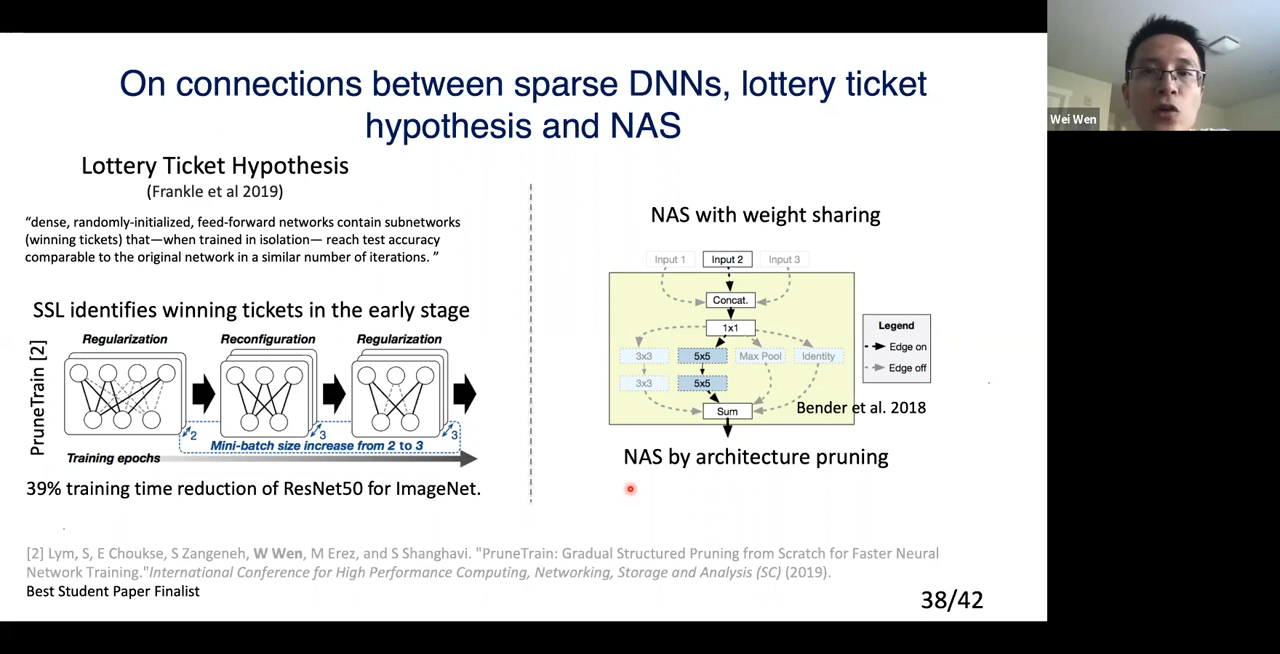 On connections between sparse DNNs, lottery ticket
hypothesis and NAS
Lottery Ticket Hypothesis
(Frankle et al 2019)
“dense, randomly-initialized, feed-forward networks contain subnetworks
(winning tickets) that—when trained in isolation— reach test accuracy
comparable to the original network in a similar number of iterations. ”
SSL identifies winning tickets in the early stage
PruneTrain [2]
Regularization
Reconfiguration
Regularization
2
3
3
Mini-batch size increase from 2 to 3
Training epochs
39% training time reduction of ResNet50 for ImageNet.
NAS with weight sharing
Input 1
Input 2
Input 3
Concat.
1x1
3x3
5x5
Max Pool
Identity
3x3
5x5
Sum
Legend
Edge on
Edge off
Bender et al. 2018
NAS by architecture pruning
[2] Lym, S, E Choukse, S Zangeneh, W Wen, M Erez, and S Shanghavi. "PruneTrain: Gradual Structured Pruning from Scratch for Faster Neural
Network Training."International Conference for High Performance Computing, Networking, Storage and Analysis (SC) (2019).
Best Student Paper Finalist
38/42
Wei Wen